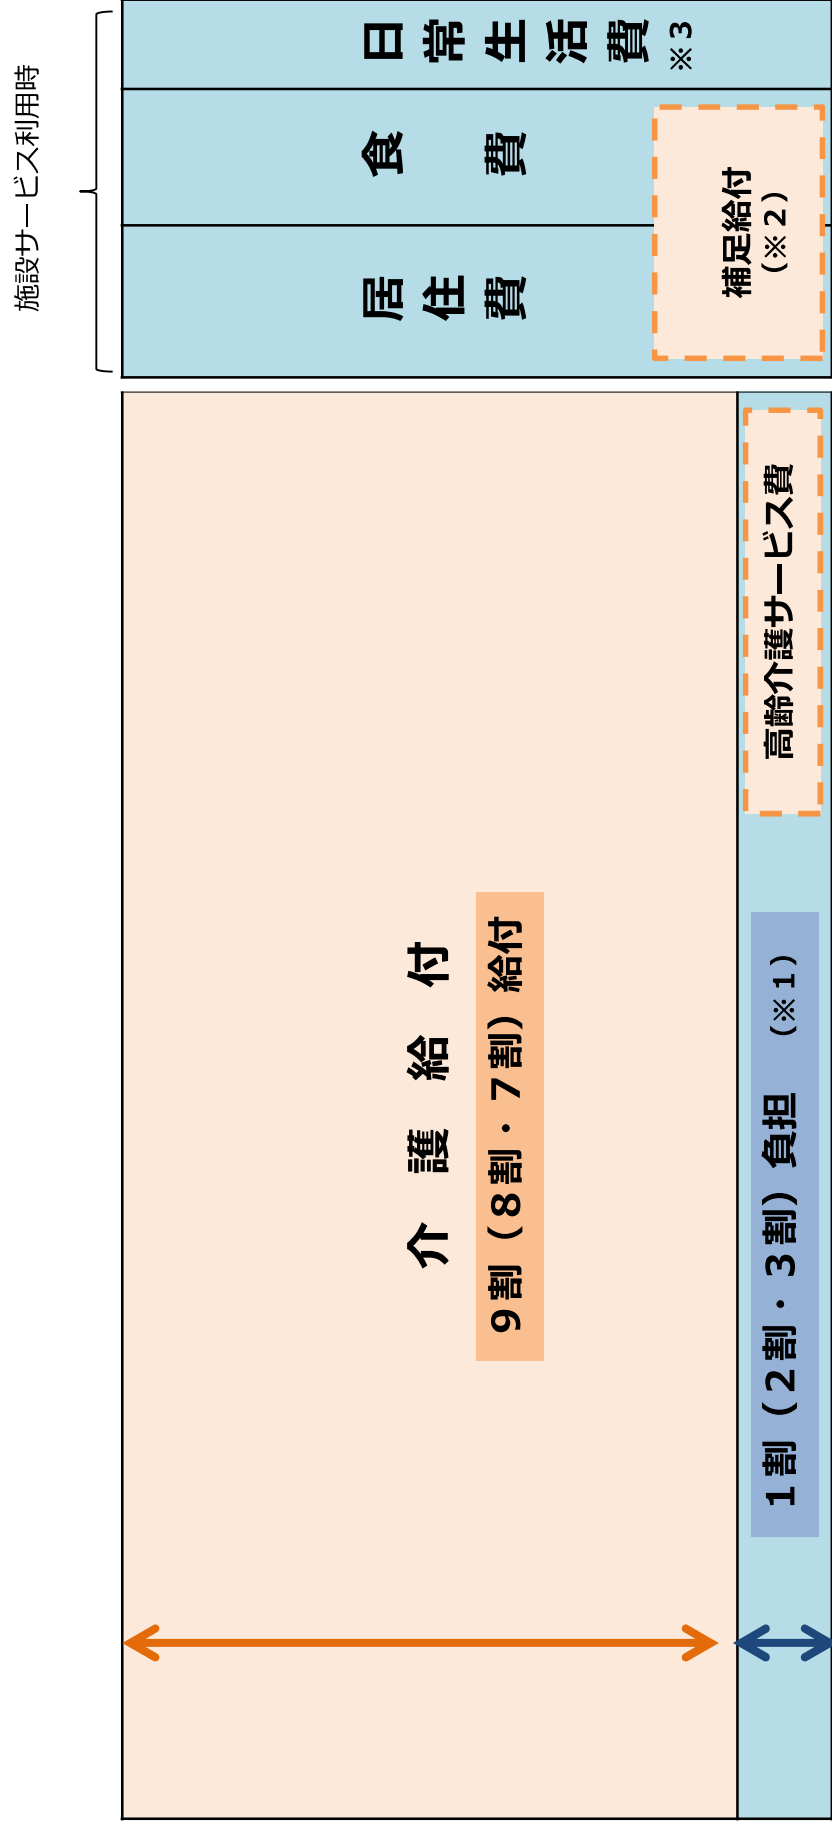 施設サービス利用時
介護給付
９割（８割・７割）給付
１割（２割・３割）負担　（※１）
高齢介護サービス費
居住費
食費
日常生活費
※３
補足給付
（※２）